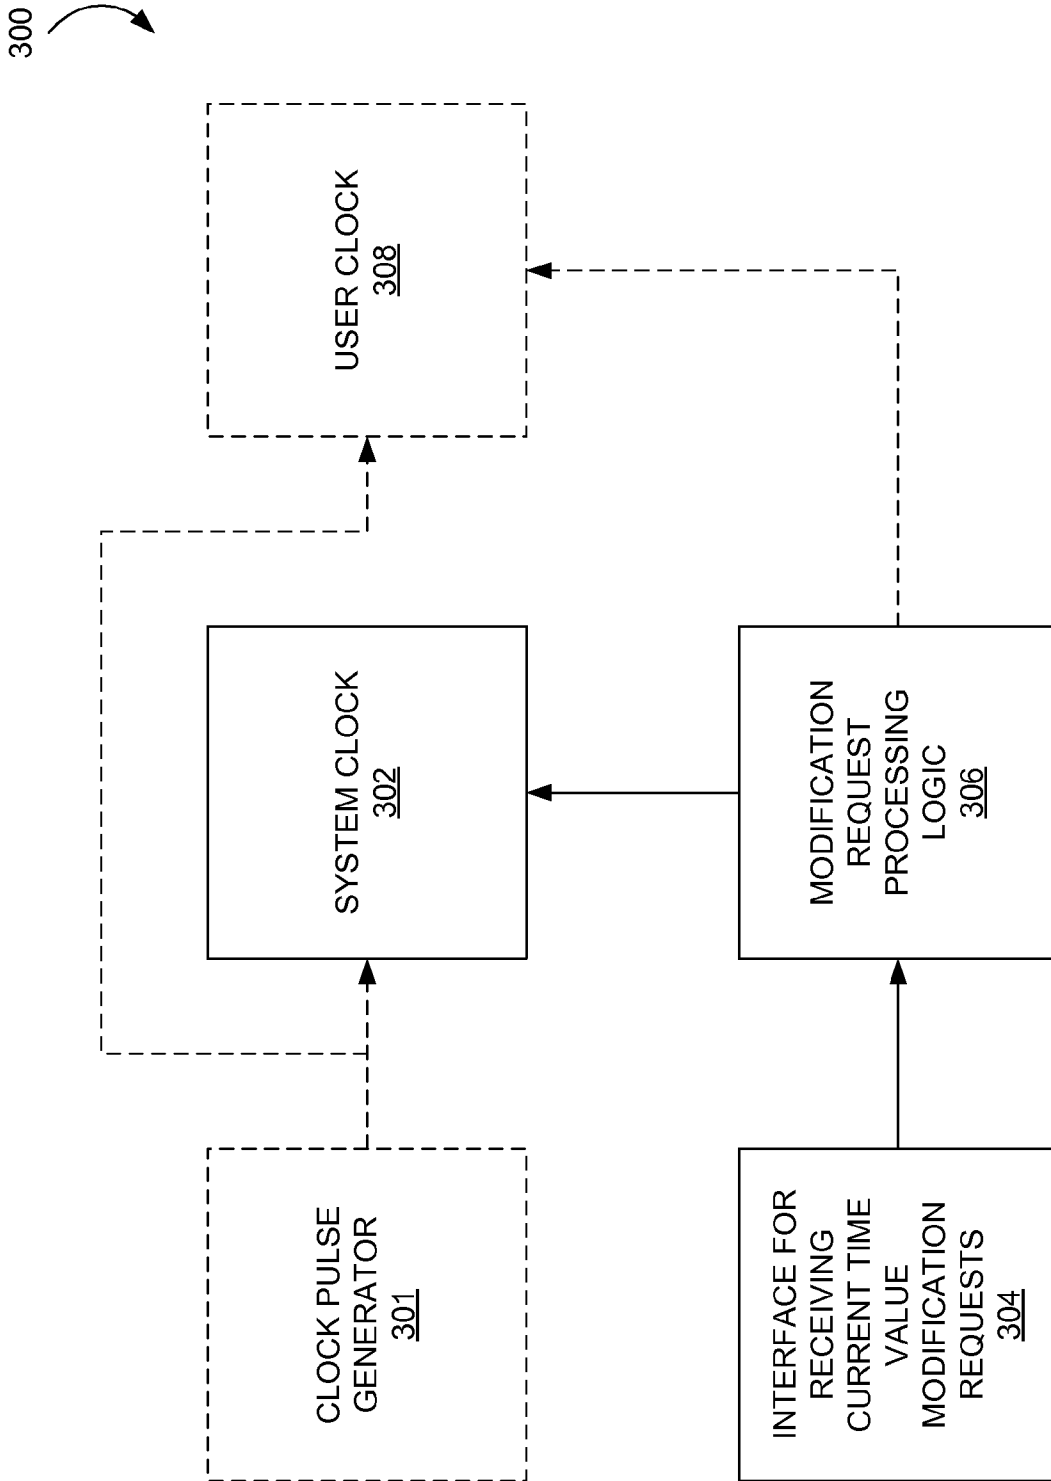 300
CLOCK PULSE
GENERATOR
301
SYSTEM CLOCK
302
USER CLOCK
308
INTERFACE FOR
RECEIVING
CURRENT TIME
VALUE
MODIFICATION
REQUESTS
304
MODIFICATION
REQUEST
PROCESSING
LOGIC
306